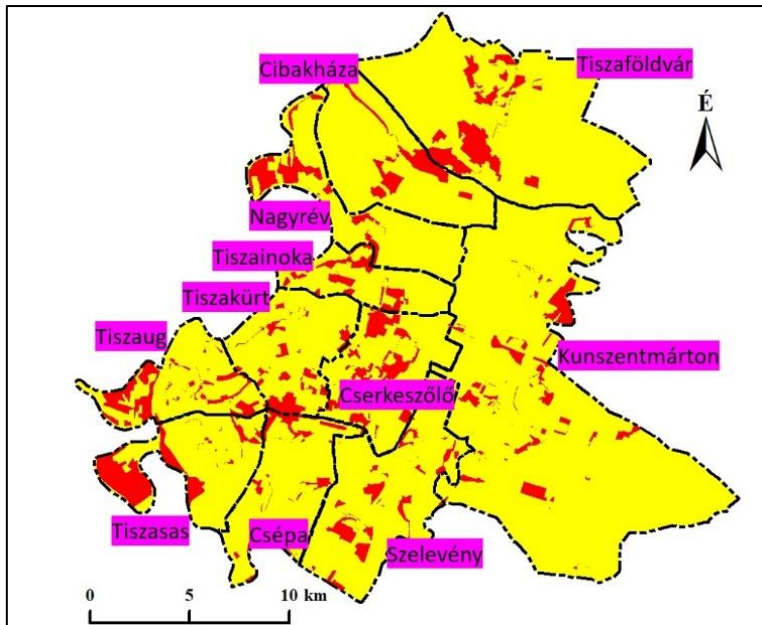 Tiszaföldvár
Cibakháza
É
Nagyrév
Tiszainoka
Tiszakürt
Tiszaug
Kunszentmárton
Cserkeszőlő
Tiszasas
Csépa
Szelevény
0 5 10 km